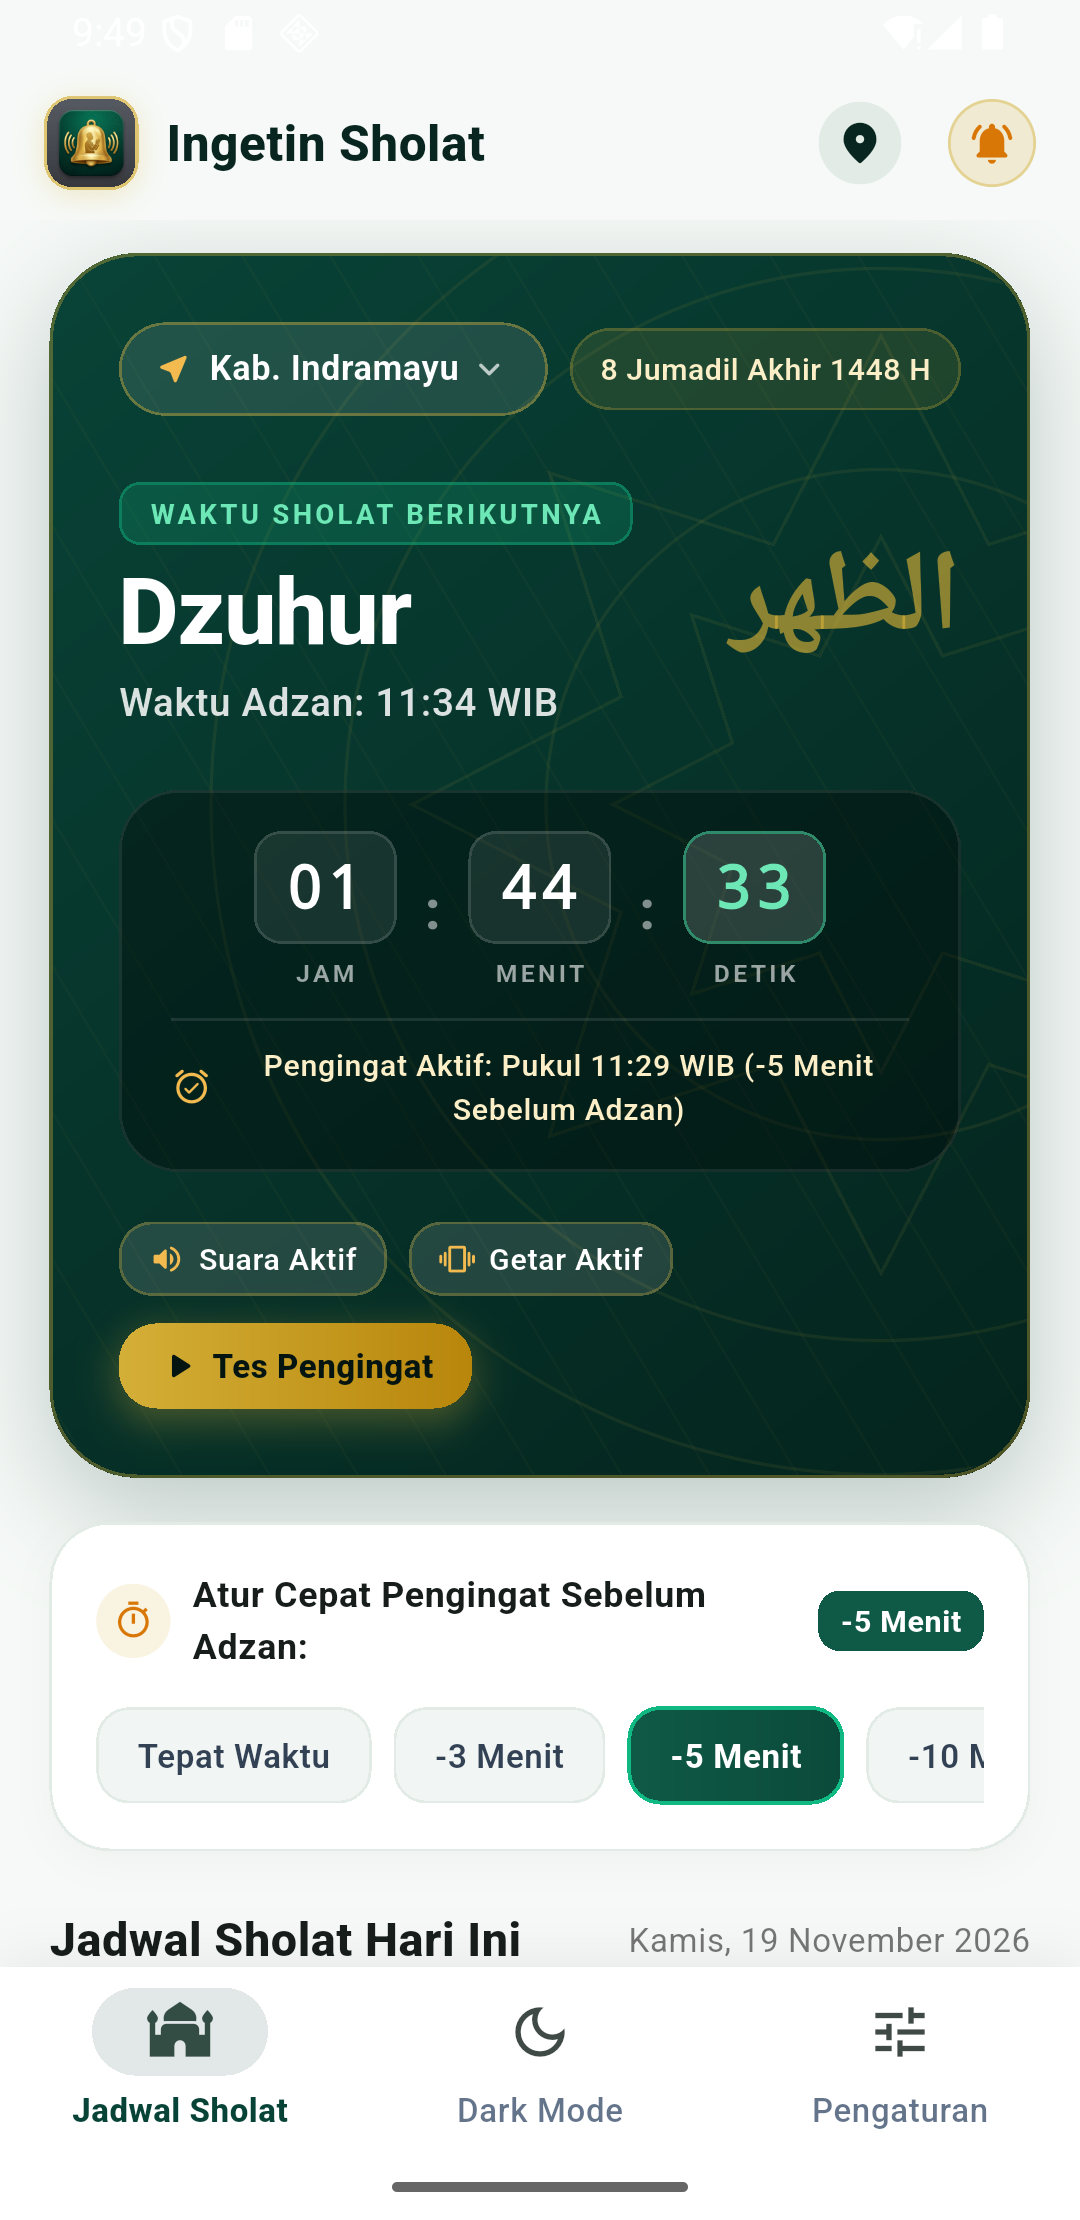 9:49
Ingetin Sholat
Kab. Indramayu
8 Jumadil Akhir 1448 H
WAKTU SHOLAT BERIKUTNYA
Dzuhur
الظهر
Waktu Adzan: 11:34 WIB
01 : 44 : 33
JAM MENIT DETIK
Pengingat Aktif: Pukul 11:29 WIB (-5 Menit
Sebelum Adzan)
Suara Aktif
Getar Aktif
Tes Pengingat
Atur Cepat Pengingat Sebelum
Adzan:
-5 Menit
Tepat Waktu
-3 Menit
-5 Menit
-10 M
Jadwal Sholat Hari Ini
Kamis, 19 November 2026
Jadwal Sholat
Dark Mode
Pengaturan